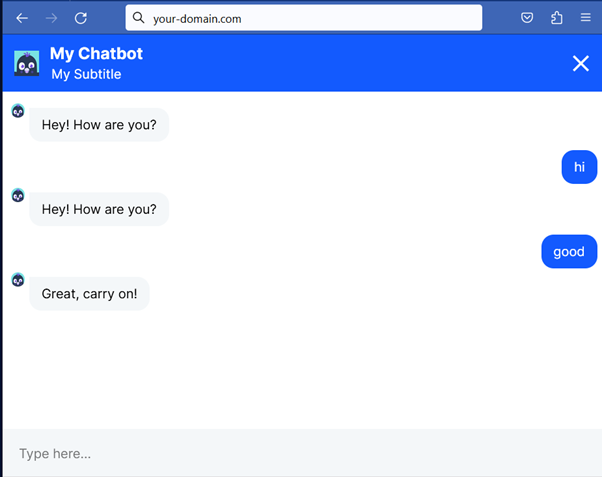 your-domain.com
My Chatbot
My Subtitle
Hey! How are you?
hi
Hey! How are you?
good
Great, carry on!
Type here...